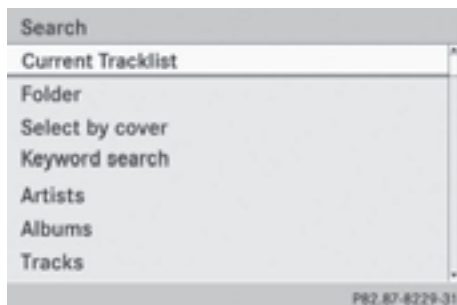 Search
Current Tracklist
Folder
Select by cover
Keyword search
Artists
Albums
Tracks
P82.87-8229-31